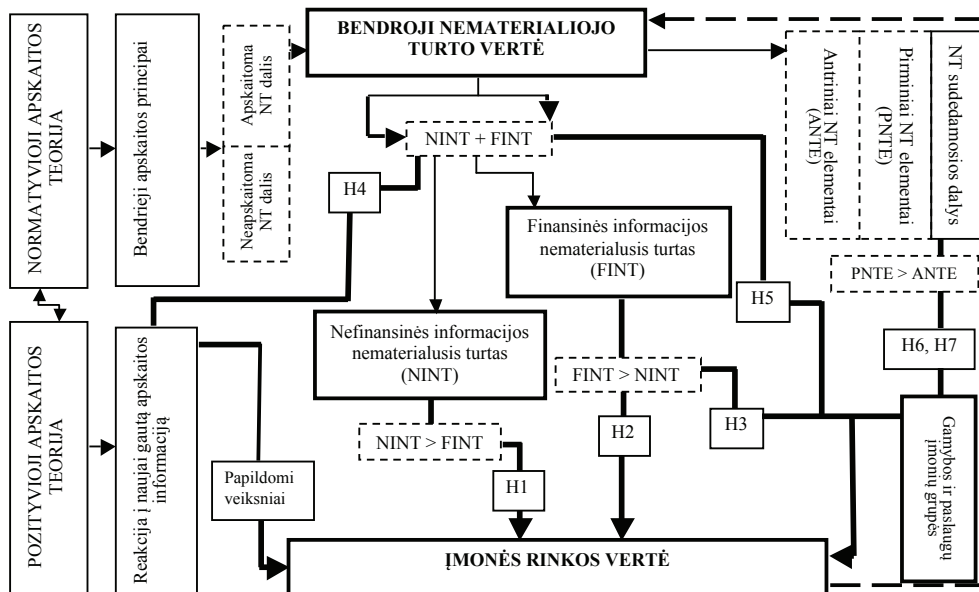 NORMATYVIOJI APSKAITOS
TEORIJA
Bendrieji apskaitos principai
Apskaitoma
NT dalis
Neapskaitoma
NT dalis
BENDROJI NEMATERIALIOJO
TURTO VERTĖ
Antriniai NT elementai
(ANTE)
Pirminiai NT elementai
(PNTE)
NT sudedamosios dalys
NINT + FINT
H4
Finansinės informacijos
nematerialusis turtas
(FINT)
PNTE > ANTE
H5
POZITYVIOJI APSKAITOS
TEORIJA
Reakcija į naujai gautą apskaitos
informaciją
Nefinansinės informacijos
nematerialusis turtas
(NINT)
H6, H7
FINT > NINT
NINT > FINT
H2
H3
Gamybos ir paslaugų
įmonių grupės
Papildomi
veiksniai
H1
ĮMONĖS RINKOS VERTĖ